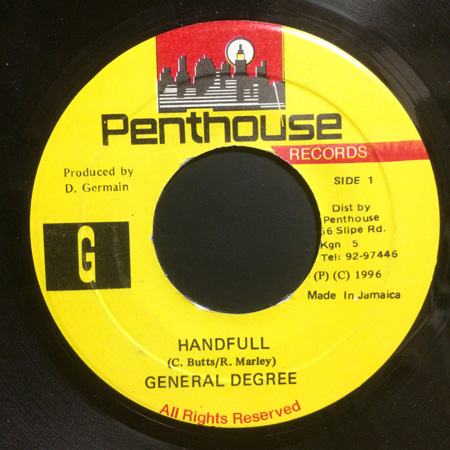 Penthouse
RECORDS
Produced by
D. Germain
SIDE 1
G
Dist by
Penthouse
56 Slipe Rd.
Kgn 5
Tel: 92-97446
(P) (C) 1996
Made In Jamaica
HANDFULL
(C. Butts/R. Marley)
GENERAL DEGREE
All Rights Reserved